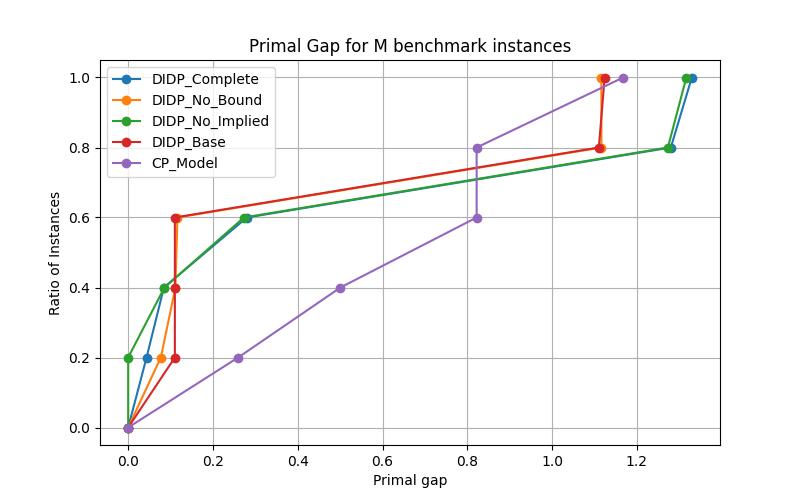 Primal Gap for M benchmark instances
DIDP_Complete
DIDP_No_Bound
DIDP_No_Implied
DIDP_Base
CP_Model
Ratio of Instances
1.0
0.8
0.6
0.4
0.2
0.0
0.0 0.2 0.4 0.6 0.8 1.0 1.2
Primal gap